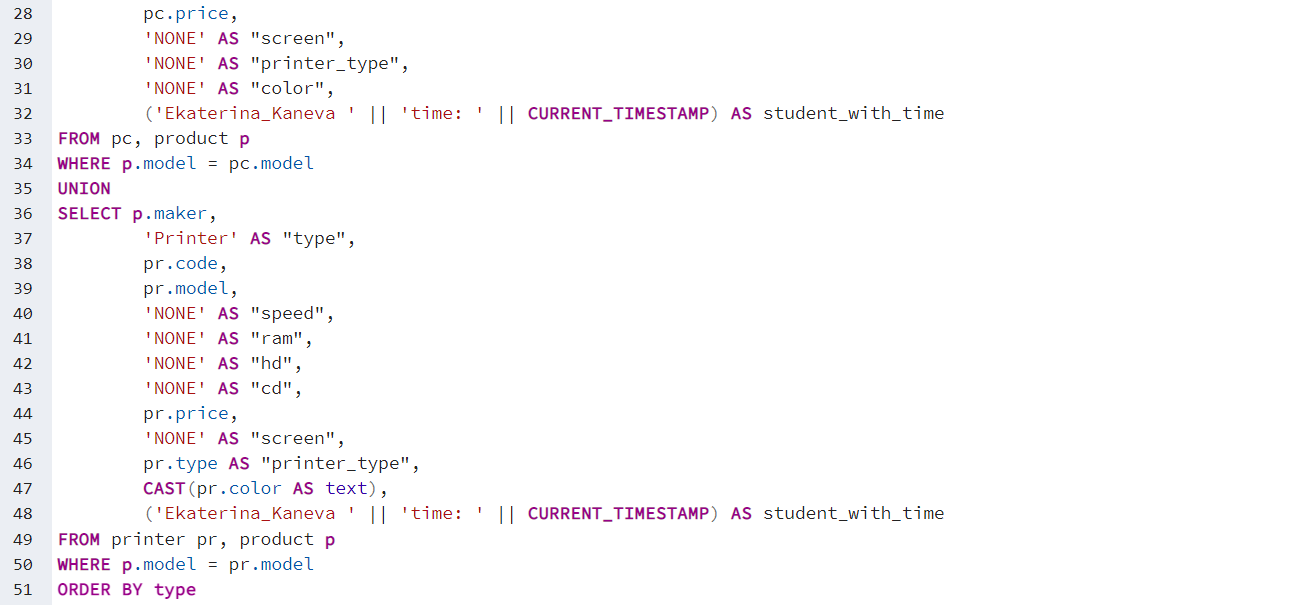 28 pc.price,
29 'NONE' AS "screen",
30 'NONE' AS "printer_type",
31 'NONE' AS "color",
32 ('Ekaterina_Kaneva ' || 'time: ' || CURRENT_TIMESTAMP) AS student_with_time
33 FROM pc, product p
34 WHERE p.model = pc.model
35 UNION
36 SELECT p.maker,
37 'Printer' AS "type",
38 pr.code,
39 pr.model,
40 'NONE' AS "speed",
41 'NONE' AS "ram",
42 'NONE' AS "hd",
43 'NONE' AS "cd",
44 pr.price,
45 'NONE' AS "screen",
46 pr.type AS "printer_type",
47 CAST(pr.color AS text),
48 ('Ekaterina_Kaneva ' || 'time: ' || CURRENT_TIMESTAMP) AS student_with_time
49 FROM printer pr, product p
50 WHERE p.model = pr.model
51 ORDER BY type